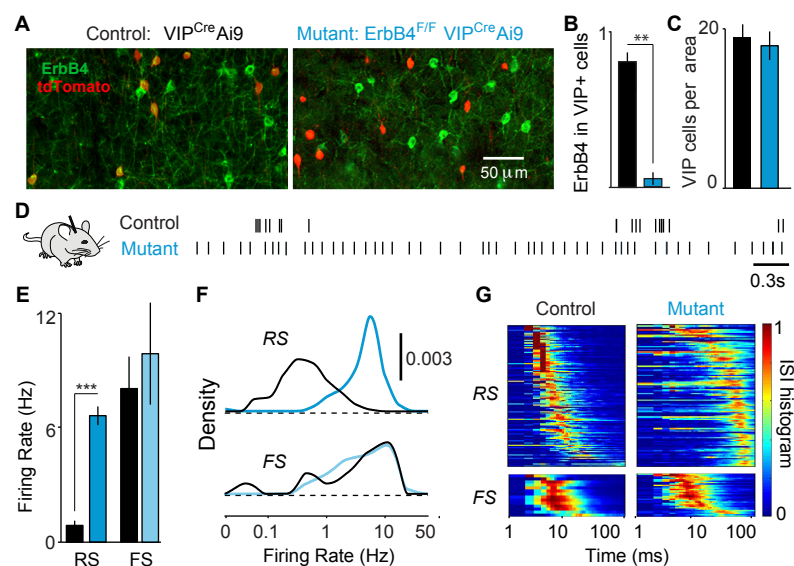 A
Control: VIPCreAi9
Mutant: ErbB4F/F VIPCreAi9
ErbB4
tdTomato
50 μm
B
1
**
ErbB4 in VIP+ cells
0
C
20
VIP cells per area
0
D
Control
Mutant
0.3s
E
12
6
0
Firing Rate (Hz)
***
RS
FS
F
RS
0.003
Density
FS
0 0.1 1 10 50
Firing Rate (Hz)
G
Control Mutant
RS
FS
1 10 100 1 10 100
Time (ms)
1
0
ISI histogram